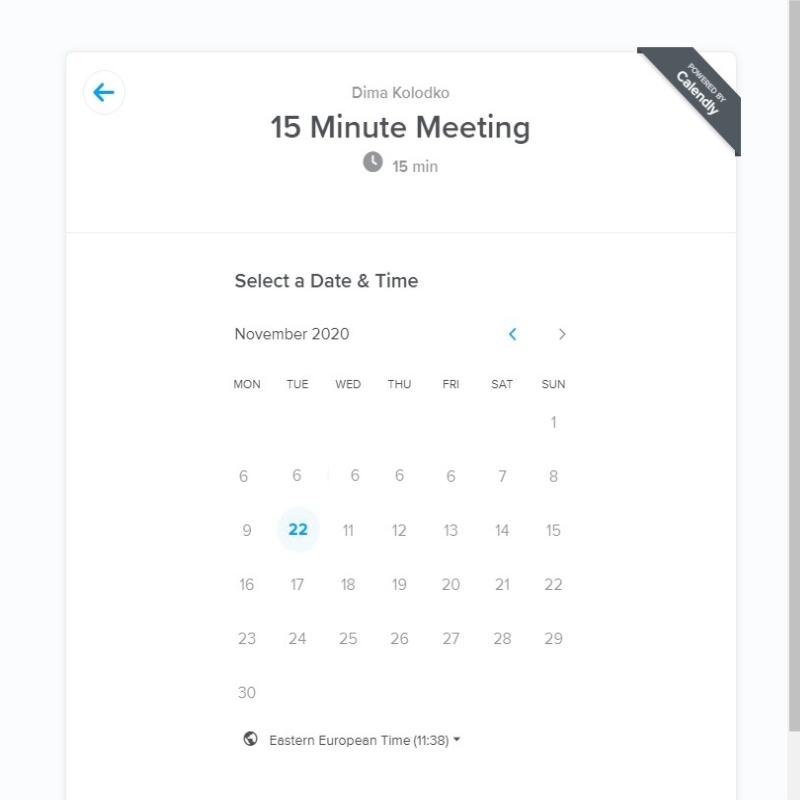 POWERED BY
Calendly
Dima Kolodko
15 Minute Meeting
15 min
Select a Date & Time
November 2020
MON TUE WED THU FRI SAT SUN
1
6 6 6 6 6 7 8
9 22 11 12 13 14 15
16 17 18 19 20 21 22
23 24 25 26 27 28 29
30
Eastern European Time (11:38)